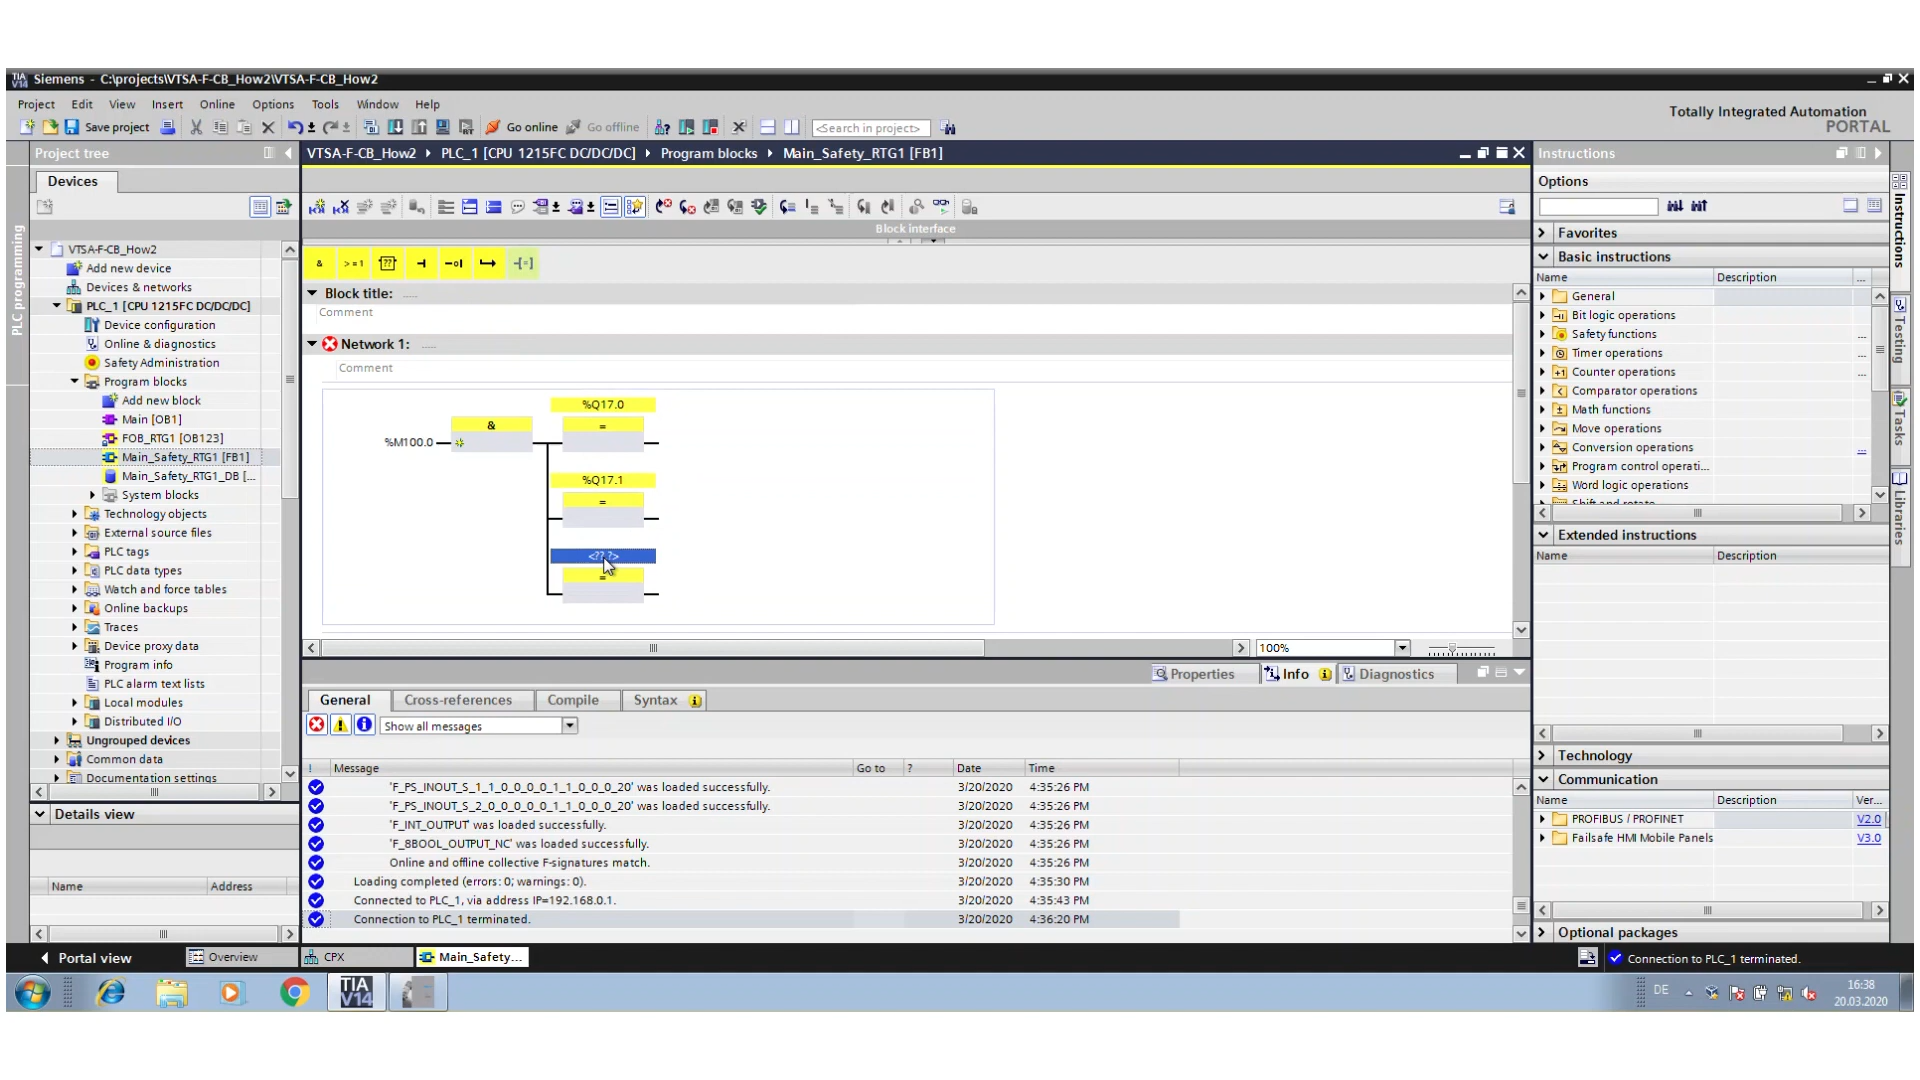 TIA V14 Siemens - C:\projects\VTSA-F-CB_How2\VTSA-F-CB_How2
Project Edit View Insert Online Options Tools Window Help
Totally Integrated Automation
PORTAL
Save project Go online Go offline <Search in project>
Project tree
VTSA-F-CB_How2 PLC_1 [CPU 1215FC DC/DC/DC] Program blocks Main_Safety_RTG1 [FB1]
Instructions
Devices
Options
Block interface
PLC programming
VTSA-F-CB_How2
Add new device
Devices & networks
PLC_1 [CPU 1215FC DC/DC/DC]
Device configuration
Online & diagnostics
Safety Administration
Program blocks
Add new block
Main [OB1]
FOB_RTG1 [OB123]
Main_Safety_RTG1 [FB1]
Main_Safety_RTG1_DB [...
System blocks
Technology objects
External source files
PLC tags
PLC data types
Watch and force tables
Online backups
Traces
Device proxy data
Program info
PLC alarm text lists
Local modules
Distributed I/O
Ungrouped devices
Common data
Documentation settings
Details view
Name Address
& >=1 ??
Block title: .....
Comment
Network 1: .....
Comment
%Q17.0
& =
%M100.0
%Q17.1
=
<??.?>
=
100%
Properties Info Diagnostics
General Cross-references Compile Syntax
Show all messages
! Message Go to ? Date Time
'F_PS_INOUT_S_1_1_0_0_0_0_1_1_0_0_0_20' was loaded successfully. 3/20/2020 4:35:26 PM
'F_PS_INOUT_S_2_0_0_0_0_0_1_1_0_0_0_20' was loaded successfully. 3/20/2020 4:35:26 PM
'F_INT_OUTPUT' was loaded successfully. 3/20/2020 4:35:26 PM
'F_8BOOL_OUTPUT_NC' was loaded successfully. 3/20/2020 4:35:26 PM
Online and offline collective F-signatures match. 3/20/2020 4:35:26 PM
Loading completed (errors: 0; warnings: 0). 3/20/2020 4:35:30 PM
Connected to PLC_1, via address IP=192.168.0.1. 3/20/2020 4:35:43 PM
Connection to PLC_1 terminated. 3/20/2020 4:36:20 PM
Favorites
Basic instructions
Name Description ...
General
Bit logic operations
Safety functions ...
Timer operations ...
Counter operations ...
Comparator operations
Math functions
Move operations
Conversion operations ...
Program control operati...
Word logic operations
Shift and rotate
Extended instructions
Name Description
Technology
Communication
Name Description Ver...
PROFIBUS / PROFINET V2.0
Failsafe HMI Mobile Panels V3.0
Optional packages
Instructions
Testing
Tasks
Libraries
Portal view Overview CPX Main_Safety... Connection to PLC_1 terminated.
TIA V14
DE
16:38
20.03.2020